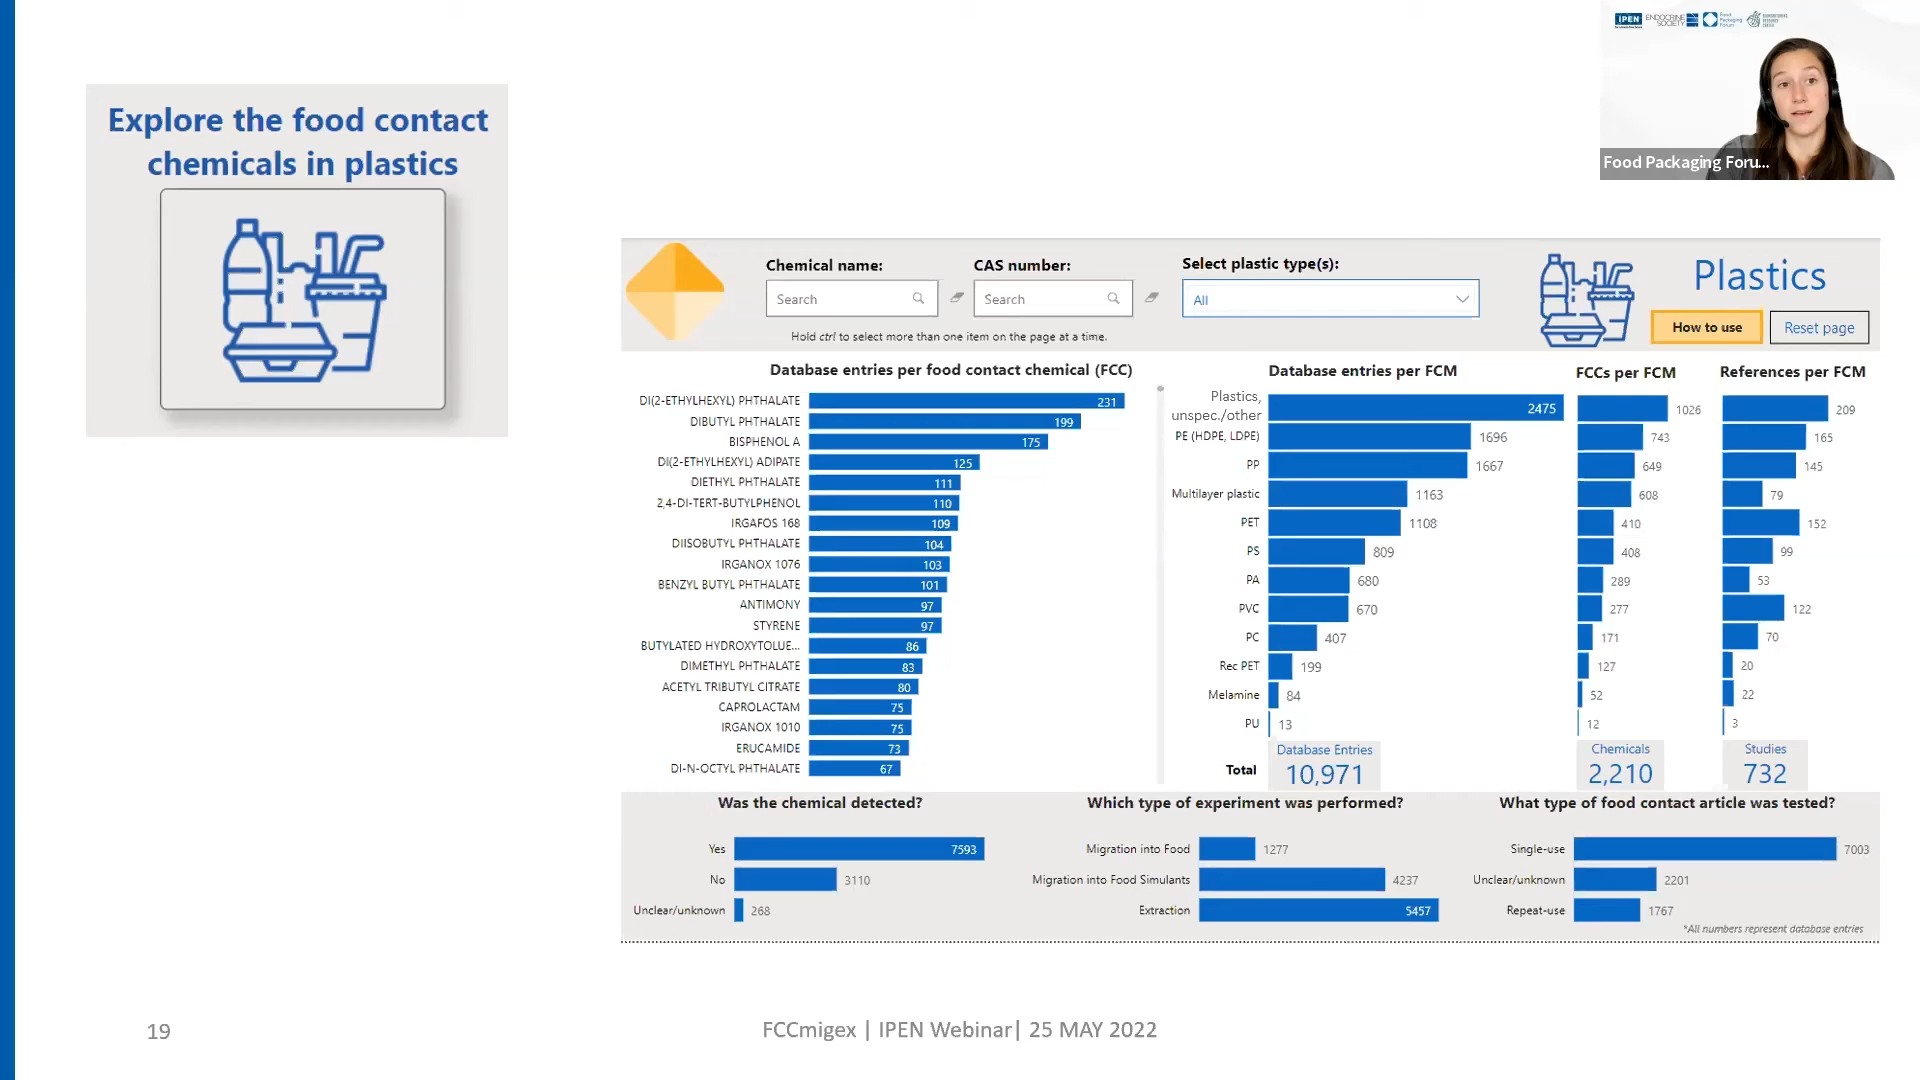 IPEN
ENDOCRINE
SOCIETY
Food
Packaging
Forum
Food Packaging Foru...
Explore the food contact
chemicals in plastics
Chemical name:
Search
CAS number:
Search
Select plastic type(s):
All
Hold ctrl to select more than one item on the page at a time.
Plastics
How to use
Reset page
Database entries per food contact chemical (FCC)
DI(2-ETHYLHEXYL) PHTHALATE 231
DIBUTYL PHTHALATE 199
BISPHENOL A 175
DI(2-ETHYLHEXYL) ADIPATE 125
DIETHYL PHTHALATE 111
2,4-DI-TERT-BUTYLPHENOL 110
IRGAFOS 168 109
DIISOBUTYL PHTHALATE 104
IRGANOX 1076 103
BENZYL BUTYL PHTHALATE 101
ANTIMONY 97
STYRENE 97
BUTYLATED HYDROXYTOLUE... 86
DIMETHYL PHTHALATE 83
ACETYL TRIBUTYL CITRATE 80
CAPROLACTAM 75
IRGANOX 1010 75
ERUCAMIDE 73
DI-N-OCTYL PHTHALATE 67
Database entries per FCM FCCs per FCM References per FCM
Plastics,
unspec./other 2475 1026 209
PE (HDPE, LDPE) 1696 743 165
PP 1667 649 145
Multilayer plastic 1163 608 79
PET 1108 410 152
PS 809 408 99
PA 680 289 53
PVC 670 277 122
PC 407 171 70
Rec PET 199 127 20
Melamine 84 52 22
PU 13 12 3
Database Entries Chemicals Studies
Total 10,971 2,210 732
Was the chemical detected?
Yes 7593
No 3110
Unclear/unknown 268
Which type of experiment was performed?
Migration into Food 1277
Migration into Food Simulants 4237
Extraction 5457
What type of food contact article was tested?
Single-use 7003
Unclear/unknown 2201
Repeat-use 1767
*All numbers represent database entries
19
FCCmigex | IPEN Webinar| 25 MAY 2022